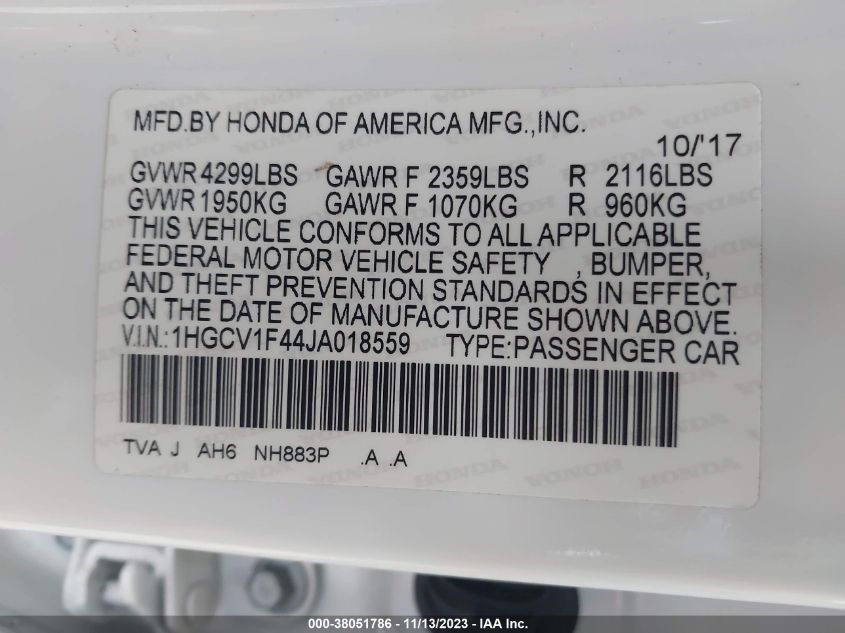 MFD.BY HONDA OF AMERICA MFG.,INC.
10/'17
GVWR 4299LBS GAWR F 2359LBS R 2116LBS
GVWR 1950KG GAWR F 1070KG R 960KG
THIS VEHICLE CONFORMS TO ALL APPLICABLE
FEDERAL MOTOR VEHICLE SAFETY , BUMPER,
AND THEFT PREVENTION STANDARDS IN EFFECT
ON THE DATE OF MANUFACTURE SHOWN ABOVE.
V.I.N.:1HGCV1F44JA018559 TYPE:PASSENGER CAR
TVA J AH6 NH883P .A .A
000-38051786 - 11/13/2023 - IAA Inc.